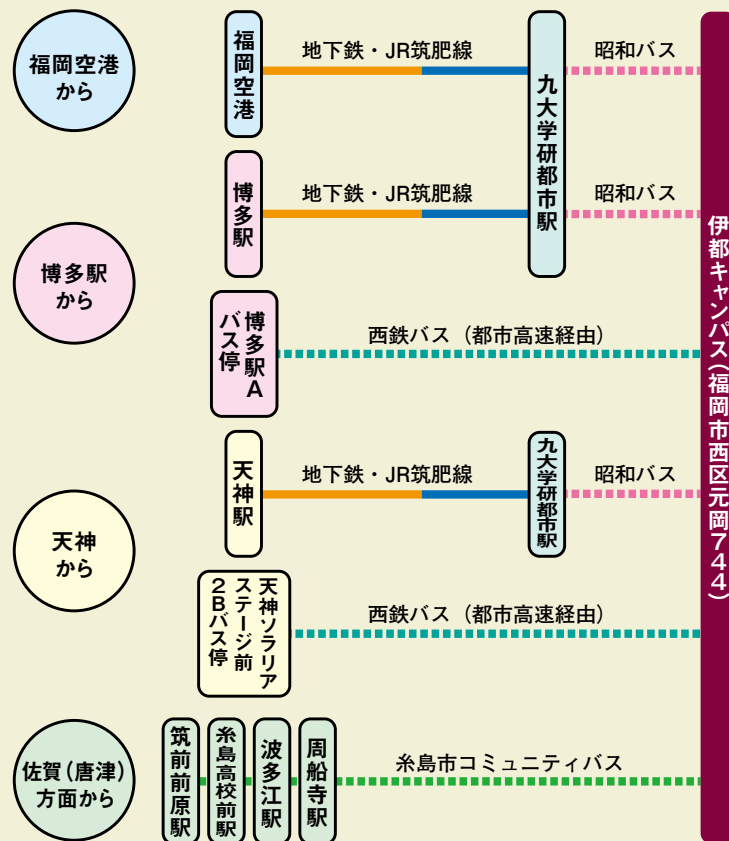 福岡空港
から
福岡空港
地下鉄・JR筑肥線
九大学研都市駅
昭和バス
博多駅
から
博多駅
地下鉄・JR筑肥線
昭和バス
博多駅A
バス停
西鉄バス（都市高速経由）
天神
から
天神駅
地下鉄・JR筑肥線
九大学研都市駅
昭和バス
天神ソラリア
ステージ前
2Bバス停
西鉄バス（都市高速経由）
佐賀（唐津）
方面から
筑前前原駅
糸島高校前駅
波多江駅
周船寺駅
糸島市コミュニティバス
伊都キャンパス（福岡市西区元岡744）